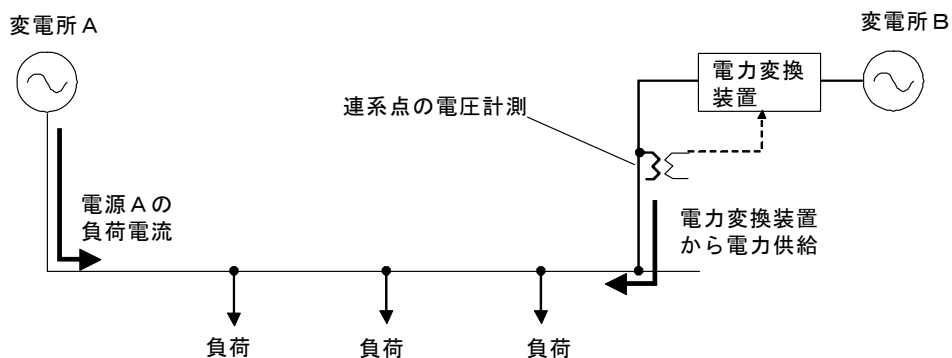 変電所Ａ
変電所Ｂ
電力変換
装置
連系点の電圧計測
電源Ａの
負荷電流
電力変換装置
から電力供給
負荷
負荷
負荷